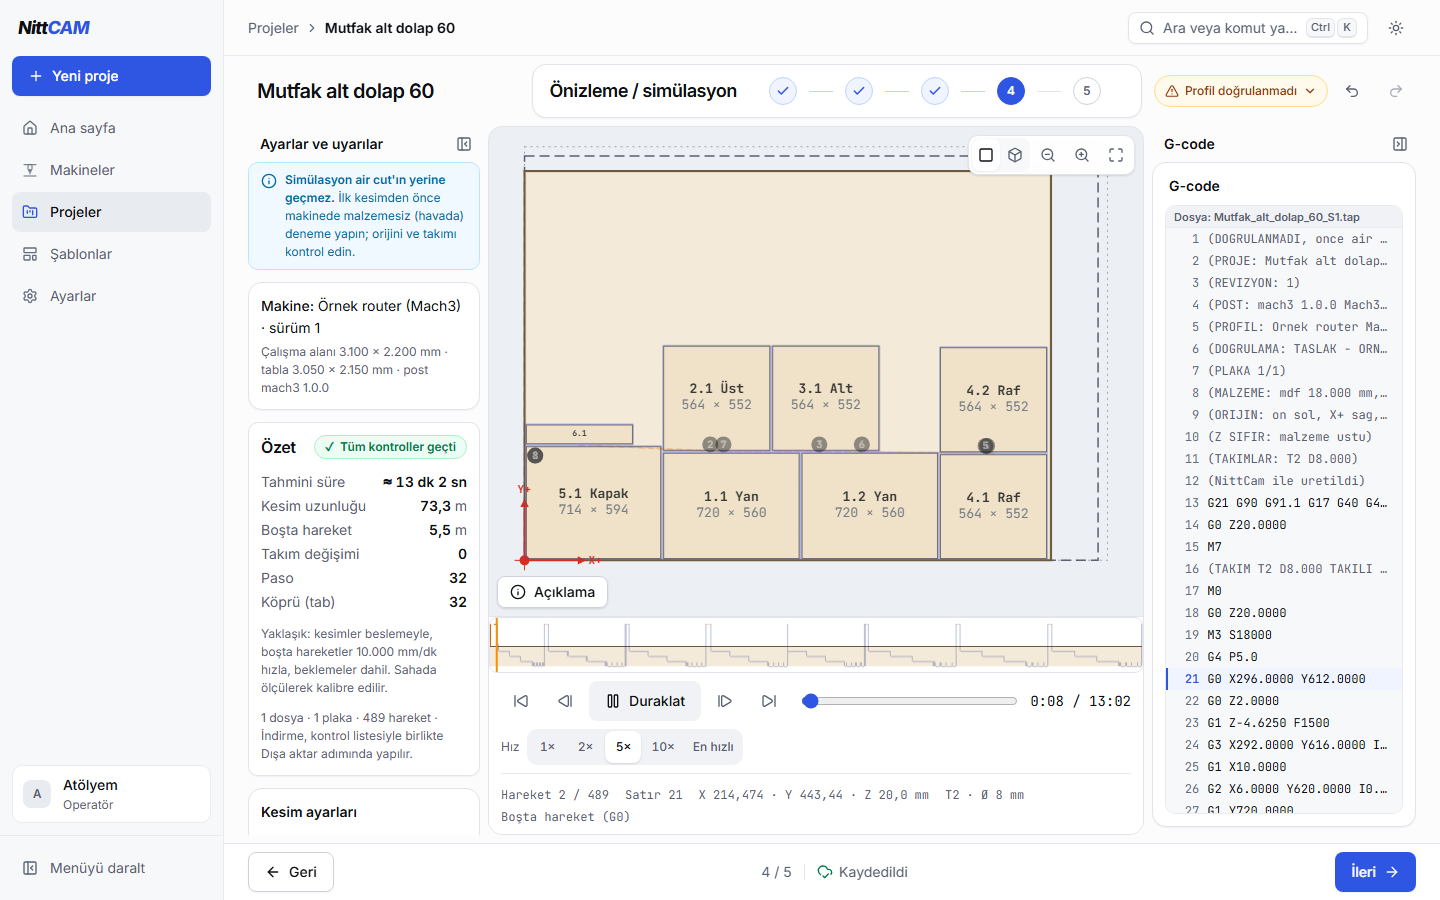 NittCAM
Yeni proje
Ana sayfa
Makineler
Projeler
Şablonlar
Ayarlar
A
Atölyem
Operatör
Menüyü daralt
Projeler > Mutfak alt dolap 60
Ara veya komut ya... Ctrl K
Mutfak alt dolap 60
Önizleme / simülasyon
4
5
Profil doğrulanmadı
Ayarlar ve uyarılar
Simülasyon air cut'ın yerine
geçmez. İlk kesimden önce
makinede malzemesiz (havada)
deneme yapın; orijini ve takımı
kontrol edin.
Makine: Örnek router (Mach3)
· sürüm 1
Çalışma alanı 3.100 × 2.200 mm ·
tabla 3.050 × 2.150 mm · post
mach3 1.0.0
Özet ✓ Tüm kontroller geçti
Tahmini süre ≈ 13 dk 2 sn
Kesim uzunluğu 73,3 m
Boşta hareket 5,5 m
Takım değişimi 0
Paso 32
Köprü (tab) 32
Yaklaşık: kesimler beslemeyle,
boşta hareketler 10.000 mm/dk
hızla, beklemeler dahil. Sahada
ölçülerek kalibre edilir.
1 dosya · 1 plaka · 489 hareket ·
İndirme, kontrol listesiyle birlikte
Dışa aktar adımında yapılır.
Kesim ayarları
2.1 Üst
564 × 552
3.1 Alt
564 × 552
4.2 Raf
564 × 552
6.1
2 7 3 6 5
8
5.1 Kapak
714 × 594
1.1 Yan
720 × 560
1.2 Yan
720 × 560
4.1 Raf
564 × 552
Y+
X+
Açıklama
Duraklat
0:08 / 13:02
Hız 1× 2× 5× 10× En hızlı
Hareket 2 / 489 Satır 21 X 214,474 · Y 443,44 · Z 20,0 mm T2 · Ø 8 mm
Boşta hareket (G0)
G-code
G-code
Dosya: Mutfak_alt_dolap_60_S1.tap
1 (DOGRULANMADI, once air …
2 (PROJE: Mutfak alt dolap…
3 (REVIZYON: 1)
4 (POST: mach3 1.0.0 Mach3…
5 (PROFIL: Ornek router Ma…
6 (DOGRULAMA: TASLAK - ORN…
7 (PLAKA 1/1)
8 (MALZEME: mdf 18.000 mm,…
9 (ORIJIN: on sol, X+ sag,…
10 (Z SIFIR: malzeme ustu)
11 (TAKIMLAR: T2 D8.000)
12 (NittCam ile uretildi)
13 G21 G90 G91.1 G17 G40 G4…
14 G0 Z20.0000
15 M7
16 (TAKIM T2 D8.000 TAKILI …
17 M0
18 G0 Z20.0000
19 M3 S18000
20 G4 P5.0
21 G0 X296.0000 Y612.0000
22 G0 Z2.0000
23 G1 Z-4.6250 F1500
24 G3 X292.0000 Y616.0000 I…
25 G1 X10.0000
26 G2 X6.0000 Y620.0000 I0.…
27 G1 Y720.0000
Geri
4 / 5
Kaydedildi
İleri